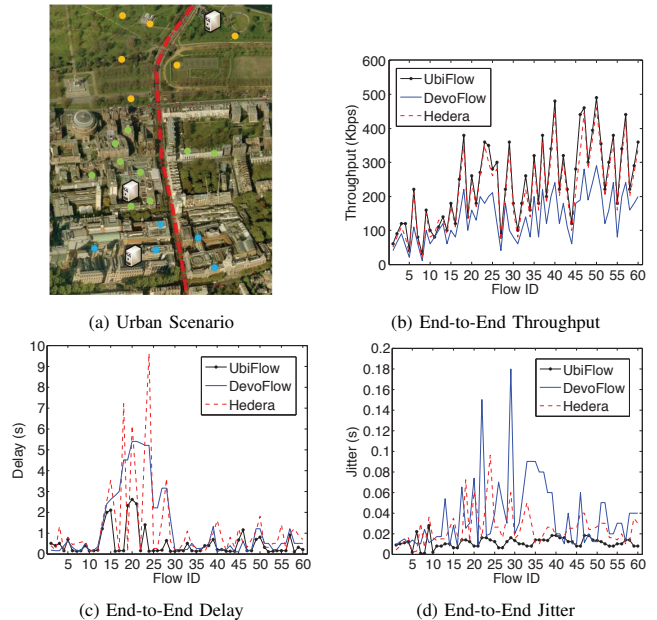 600
500
400
300
200
100
0
Throughput (Kbps)
UbiFlow
DevoFlow
Hedera
5 10 15 20 25 30 35 40 45 50 55 60
Flow ID
(a) Urban Scenario
(b) End-to-End Throughput
10
9
8
7
6
5
4
3
2
1
0
Delay (s)
UbiFlow
DevoFlow
Hedera
5 10 15 20 25 30 35 40 45 50 55 60
Flow ID
0.2
0.18
0.16
0.14
0.12
0.1
0.08
0.06
0.04
0.02
0
Jitter (s)
UbiFlow
DevoFlow
Hedera
5 10 15 20 25 30 35 40 45 50 55 60
Flow ID
(c) End-to-End Delay
(d) End-to-End Jitter